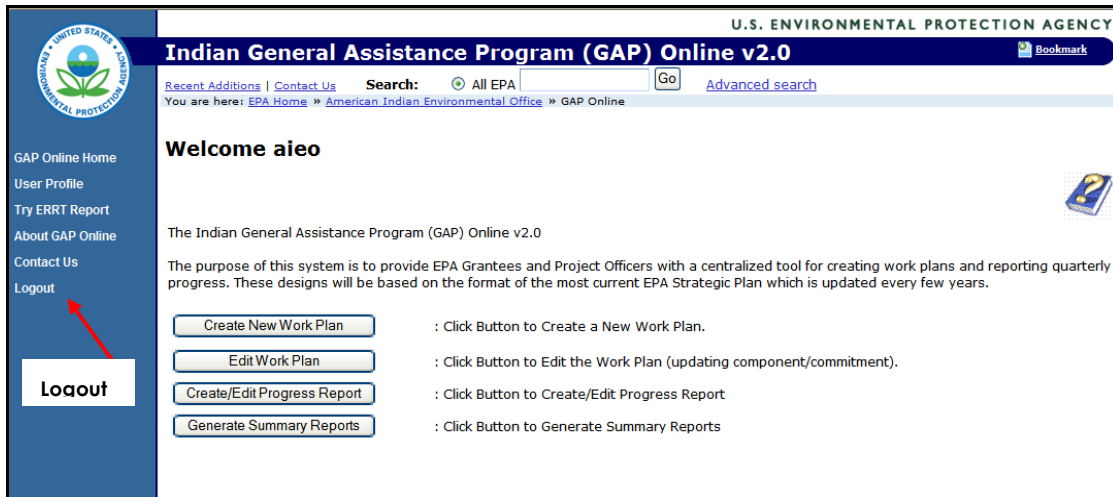 U.S. ENVIRONMENTAL PROTECTION AGENCY
UNITED STATES
ENVIRONMENTAL PROTECTION AGENCY
Indian General Assistance Program (GAP) Online v2.0
Bookmark
Recent Additions | Contact Us Search: All EPA Go Advanced search
You are here: EPA Home » American Indian Environmental Office » GAP Online
GAP Online Home
User Profile
Try ERRT Report
About GAP Online
Contact Us
Logout
Logout
Welcome aieo
The Indian General Assistance Program (GAP) Online v2.0
The purpose of this system is to provide EPA Grantees and Project Officers with a centralized tool for creating work plans and reporting quarterly
progress. These designs will be based on the format of the most current EPA Strategic Plan which is updated every few years.
Create New Work Plan : Click Button to Create a New Work Plan.
Edit Work Plan : Click Button to Edit the Work Plan (updating component/commitment).
Create/Edit Progress Report : Click Button to Create/Edit Progress Report
Generate Summary Reports : Click Button to Generate Summary Reports